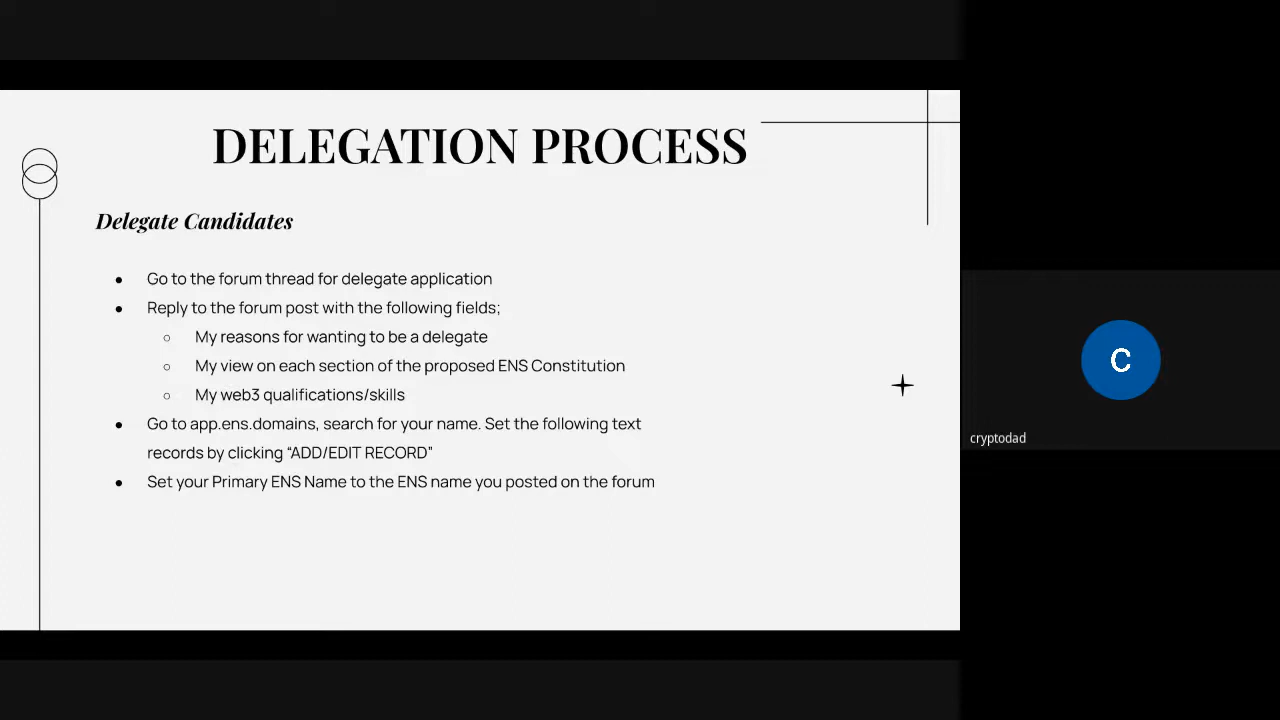 DELEGATION PROCESS
Delegate Candidates
● Go to the forum thread for delegate application
● Reply to the forum post with the following fields;
○ My reasons for wanting to be a delegate
○ My view on each section of the proposed ENS Constitution
○ My web3 qualifications/skills
● Go to app.ens.domains, search for your name. Set the following text
records by clicking “ADD/EDIT RECORD”
● Set your Primary ENS Name to the ENS name you posted on the forum
C
cryptodad